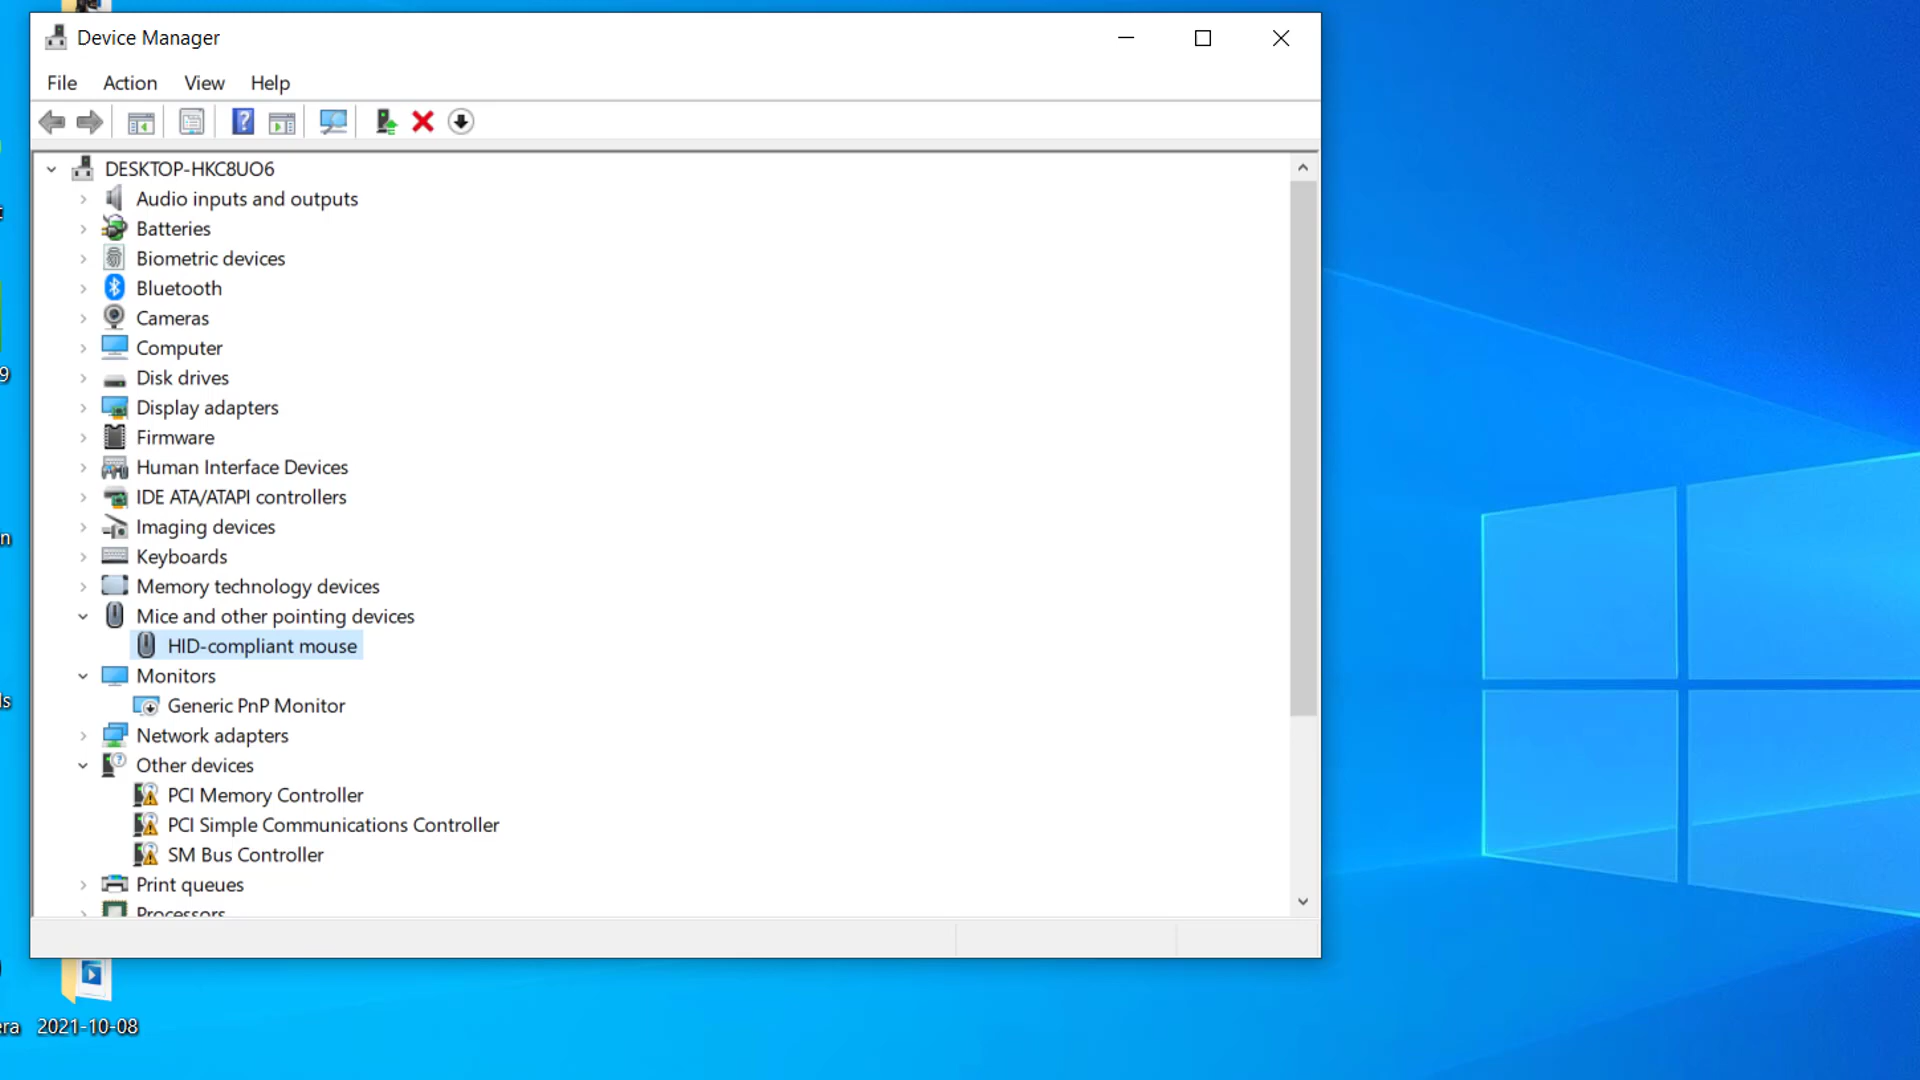 Device Manager
File Action View Help
DESKTOP-HKC8UO6
Audio inputs and outputs
Batteries
Biometric devices
Bluetooth
Cameras
Computer
Disk drives
Display adapters
Firmware
Human Interface Devices
IDE ATA/ATAPI controllers
Imaging devices
Keyboards
Memory technology devices
Mice and other pointing devices
HID-compliant mouse
Monitors
Generic PnP Monitor
Network adapters
Other devices
PCI Memory Controller
PCI Simple Communications Controller
SM Bus Controller
Print queues
Processors
2021-10-08